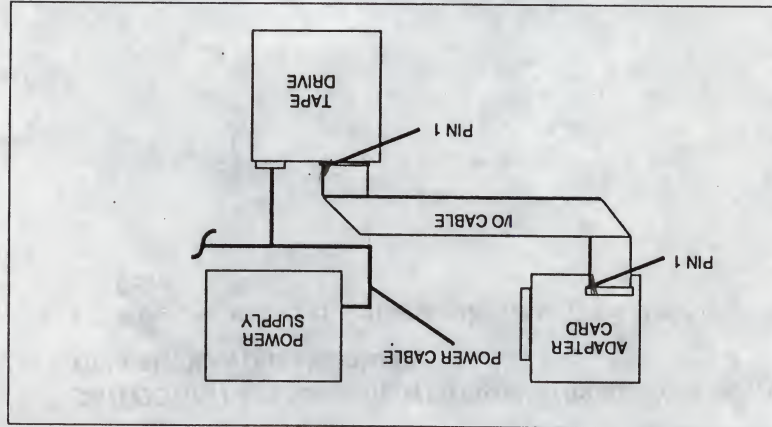 ADAPTER
CARD
POWER CABLE
POWER
SUPPLY
PIN 1
I/O CABLE
PIN 1
TAPE
DRIVE